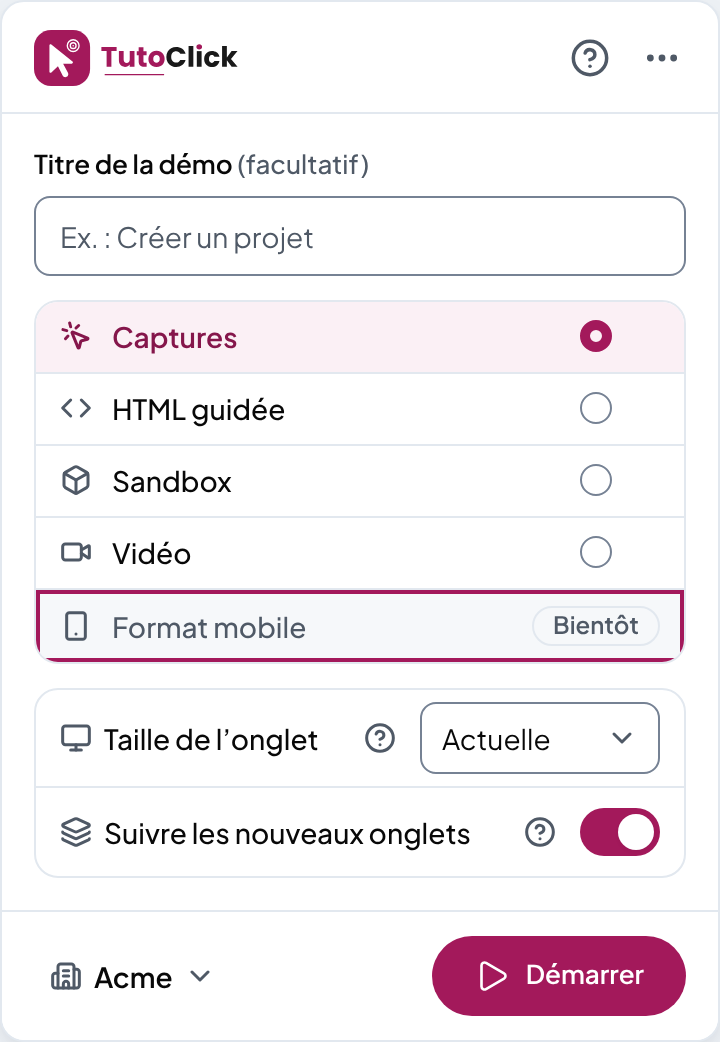 TutoClick
Titre de la démo (facultatif)
Ex. : Créer un projet
Captures
HTML guidée
Sandbox
Vidéo
Format mobile Bientôt
Taille de l’onglet Actuelle
Suivre les nouveaux onglets
Acme Démarrer